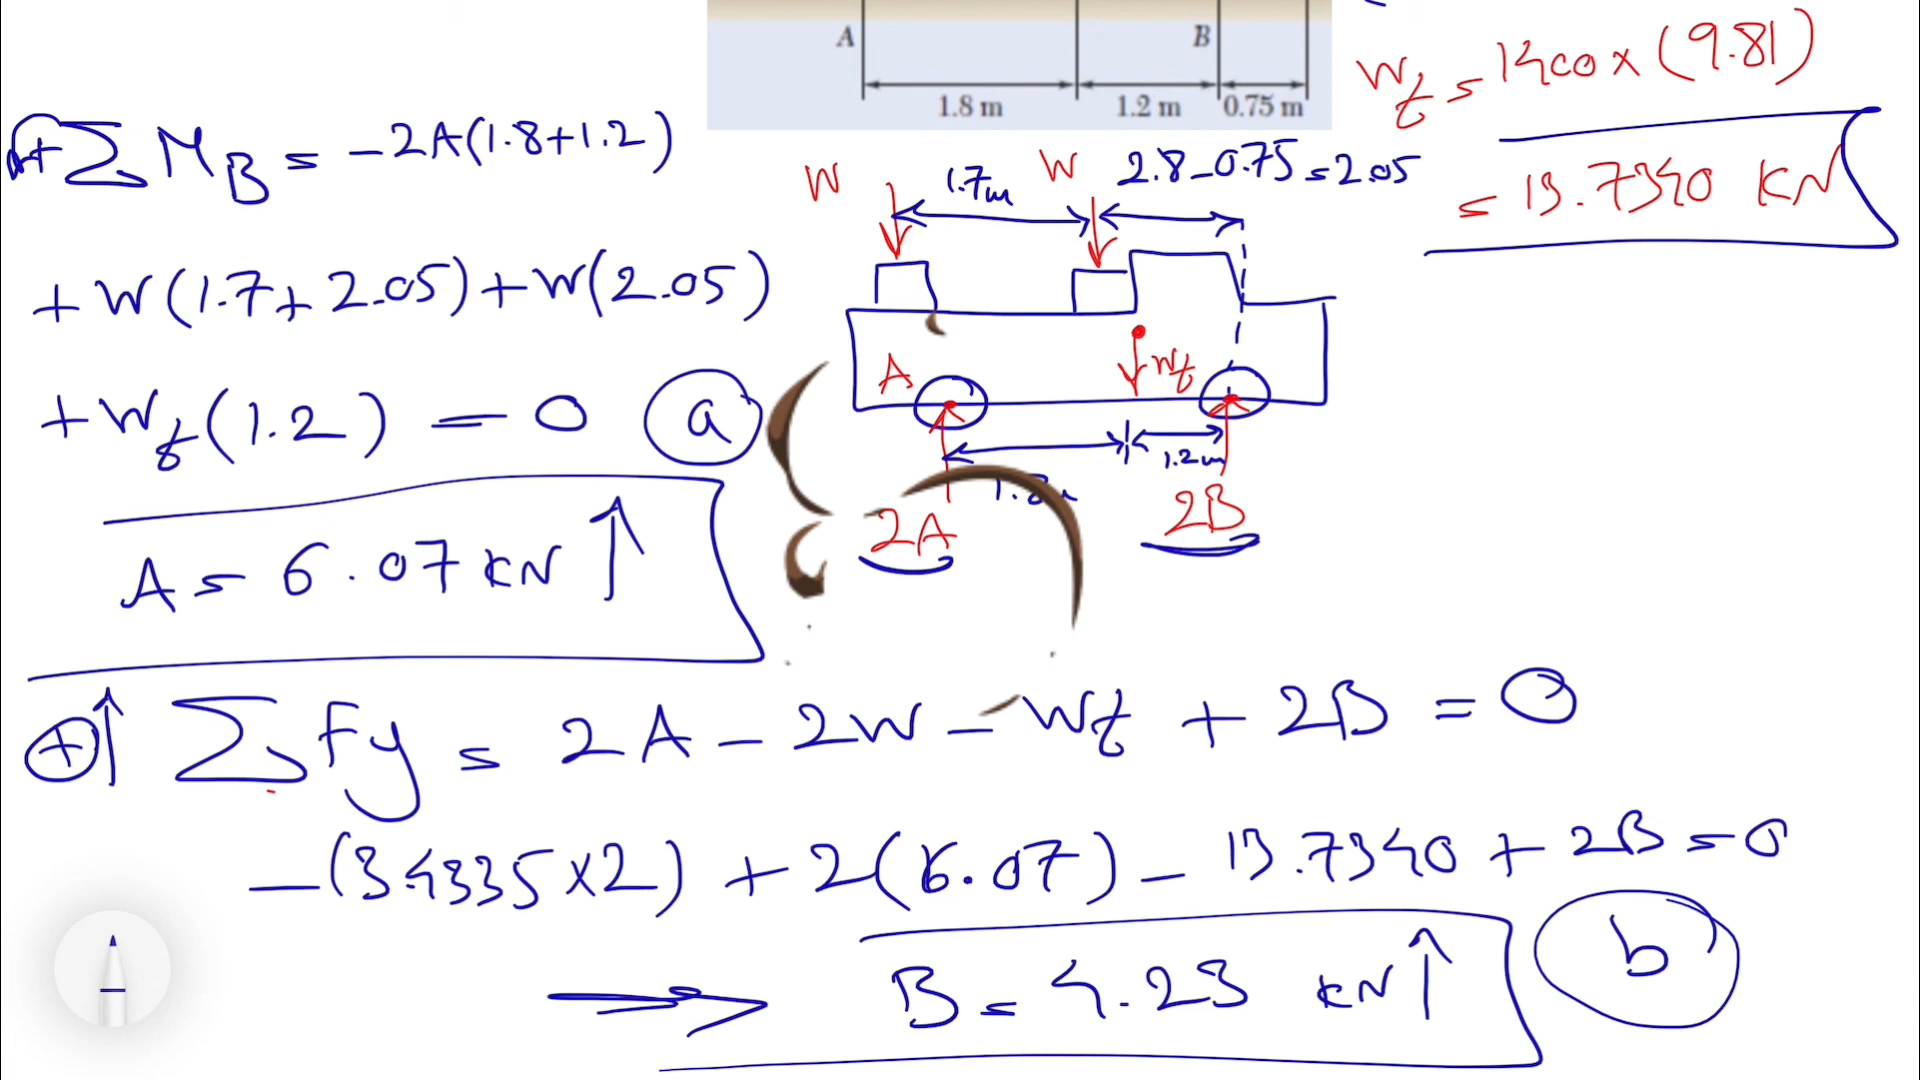 A B
1.8 m 1.2 m 0.75 m
Wt = 1400 x (9.81)
= 13.7340 KN
+ ΣM_B = -2A(1.8+1.2)
+ W(1.7+2.05)+W(2.05)
+ Wt(1.2) = 0 a
A = 6.07 KN ↑
W 1.7m W 2.8-0.75=2.05
A Wt
1.2m
2A 2B
+↑ ΣFy = 2A - 2W - Wt + 2B = 0
-(3.4335x2) + 2(6.07) - 13.7340 + 2B = 0
⇒ B = 4.23 KN ↑ b